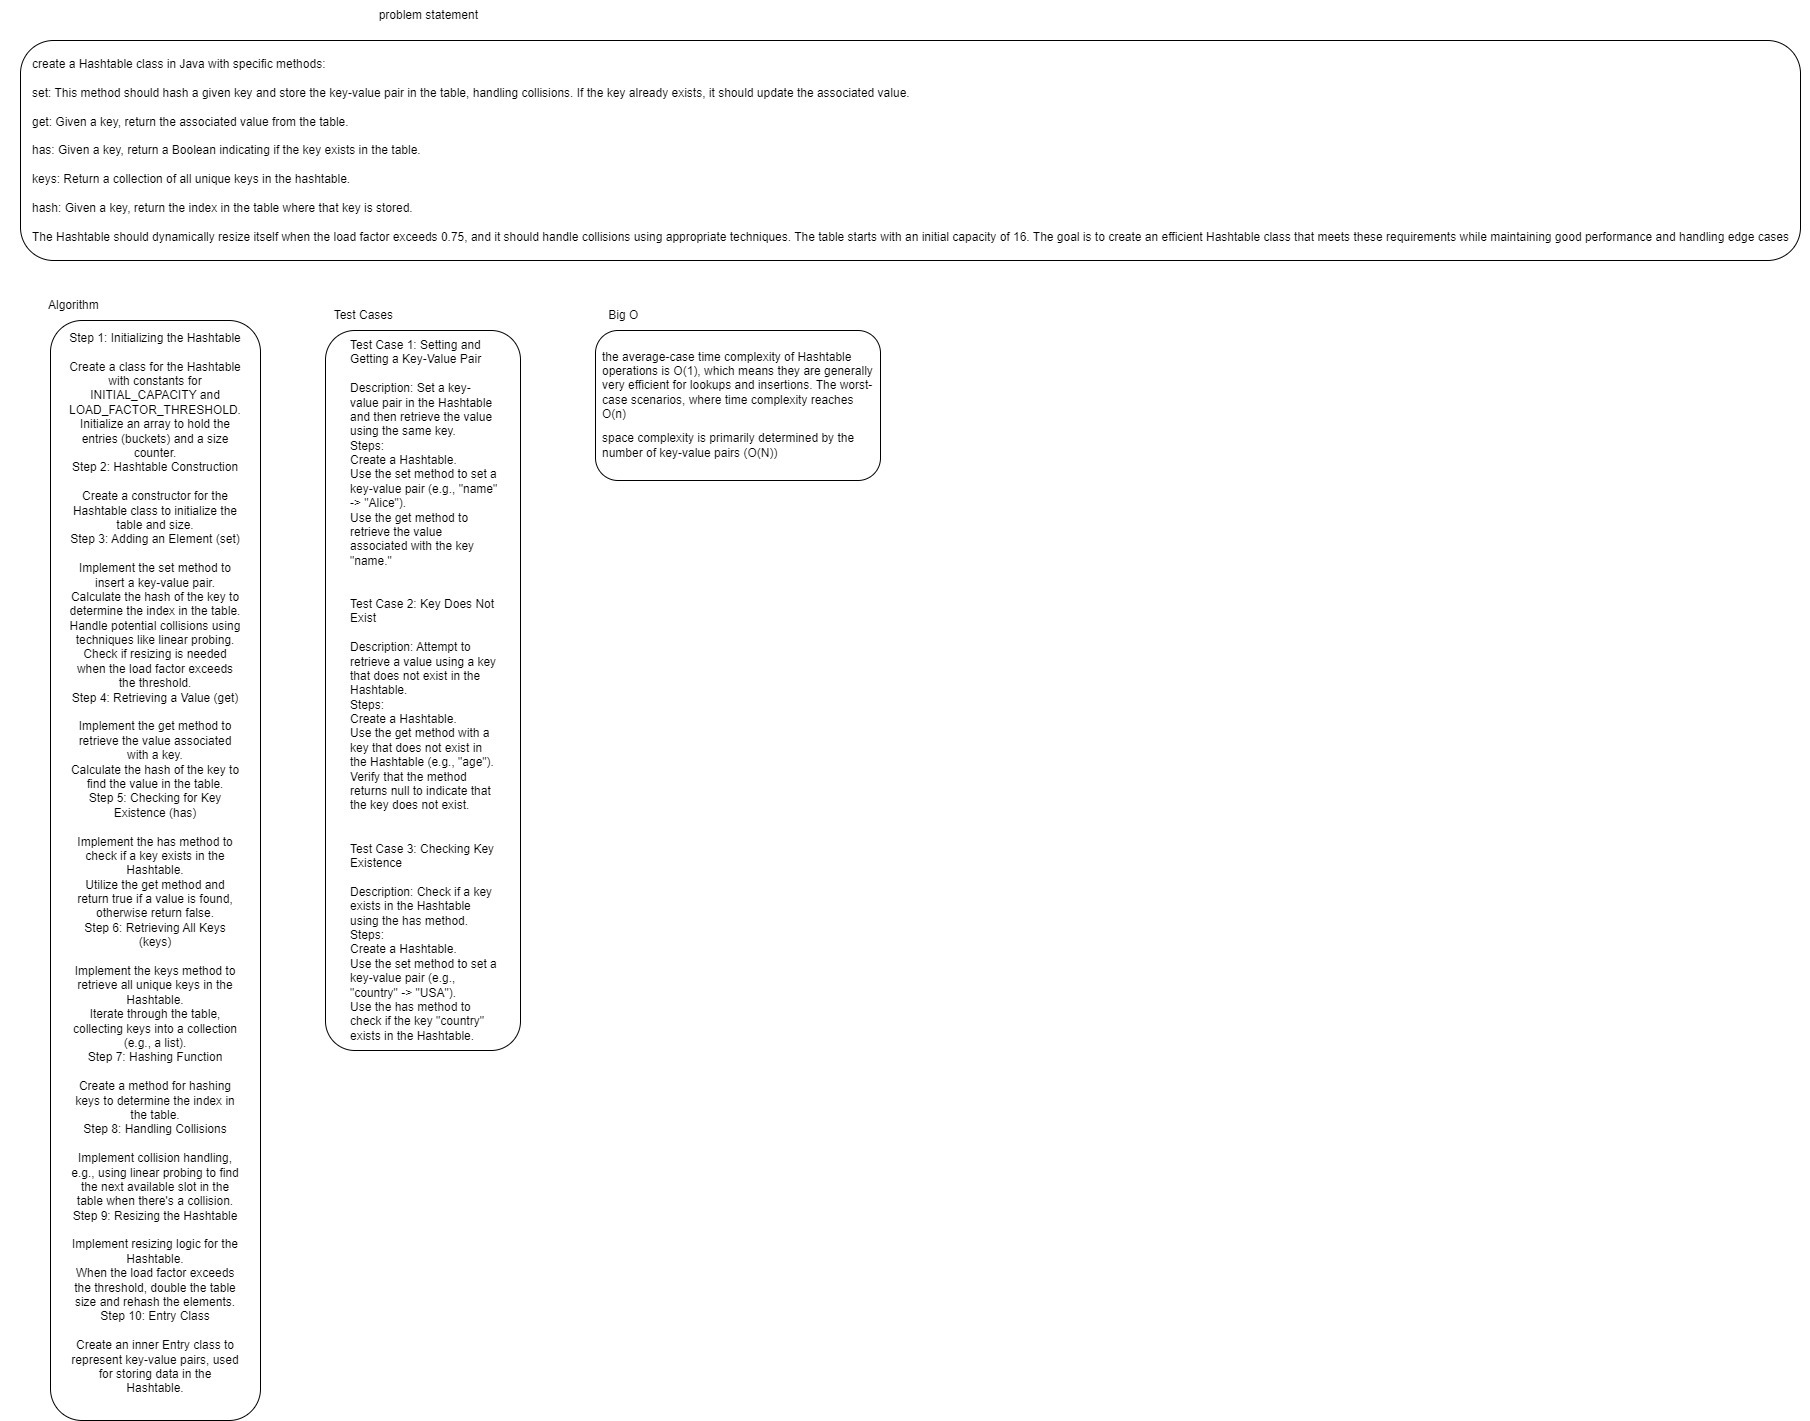 problem statement
create a Hashtable class in Java with specific methods:
set: This method should hash a given key and store the key-value pair in the table, handling collisions. If the key already exists, it should update the associated value.
get: Given a key, return the associated value from the table.
has: Given a key, return a Boolean indicating if the key exists in the table.
keys: Return a collection of all unique keys in the hashtable.
hash: Given a key, return the index in the table where that key is stored.
The Hashtable should dynamically resize itself when the load factor exceeds 0.75, and it should handle collisions using appropriate techniques. The table starts with an initial capacity of 16. The goal is to create an efficient Hashtable class that meets these requirements while maintaining good performance and handling edge cases
Algorithm
Step 1: Initializing the Hashtable
Create a class for the Hashtable
with constants for
INITIAL_CAPACITY and
LOAD_FACTOR_THRESHOLD.
Initialize an array to hold the
entries (buckets) and a size
counter.
Step 2: Hashtable Construction
Create a constructor for the
Hashtable class to initialize the
table and size.
Step 3: Adding an Element (set)
Implement the set method to
insert a key-value pair.
Calculate the hash of the key to
determine the index in the table.
Handle potential collisions using
techniques like linear probing.
Check if resizing is needed
when the load factor exceeds
the threshold.
Step 4: Retrieving a Value (get)
Implement the get method to
retrieve the value associated
with a key.
Calculate the hash of the key to
find the value in the table.
Step 5: Checking for Key
Existence (has)
Implement the has method to
check if a key exists in the
Hashtable.
Utilize the get method and
return true if a value is found,
otherwise return false.
Step 6: Retrieving All Keys
(keys)
Implement the keys method to
retrieve all unique keys in the
Hashtable.
Iterate through the table,
collecting keys into a collection
(e.g., a list).
Step 7: Hashing Function
Create a method for hashing
keys to determine the index in
the table.
Step 8: Handling Collisions
Implement collision handling,
e.g., using linear probing to find
the next available slot in the
table when there's a collision.
Step 9: Resizing the Hashtable
Implement resizing logic for the
Hashtable.
When the load factor exceeds
the threshold, double the table
size and rehash the elements.
Step 10: Entry Class
Create an inner Entry class to
represent key-value pairs, used
for storing data in the
Hashtable.
Test Cases
Test Case 1: Setting and
Getting a Key-Value Pair
Description: Set a key-
value pair in the Hashtable
and then retrieve the value
using the same key.
Steps:
Create a Hashtable.
Use the set method to set a
key-value pair (e.g., "name"
-> "Alice").
Use the get method to
retrieve the value
associated with the key
"name."
Test Case 2: Key Does Not
Exist
Description: Attempt to
retrieve a value using a key
that does not exist in the
Hashtable.
Steps:
Create a Hashtable.
Use the get method with a
key that does not exist in
the Hashtable (e.g., "age").
Verify that the method
returns null to indicate that
the key does not exist.
Test Case 3: Checking Key
Existence
Description: Check if a key
exists in the Hashtable
using the has method.
Steps:
Create a Hashtable.
Use the set method to set a
key-value pair (e.g.,
"country" -> "USA").
Use the has method to
check if the key "country"
exists in the Hashtable.
Big O
the average-case time complexity of Hashtable
operations is O(1), which means they are generally
very efficient for lookups and insertions. The worst-
case scenarios, where time complexity reaches
O(n)
space complexity is primarily determined by the
number of key-value pairs (O(N))